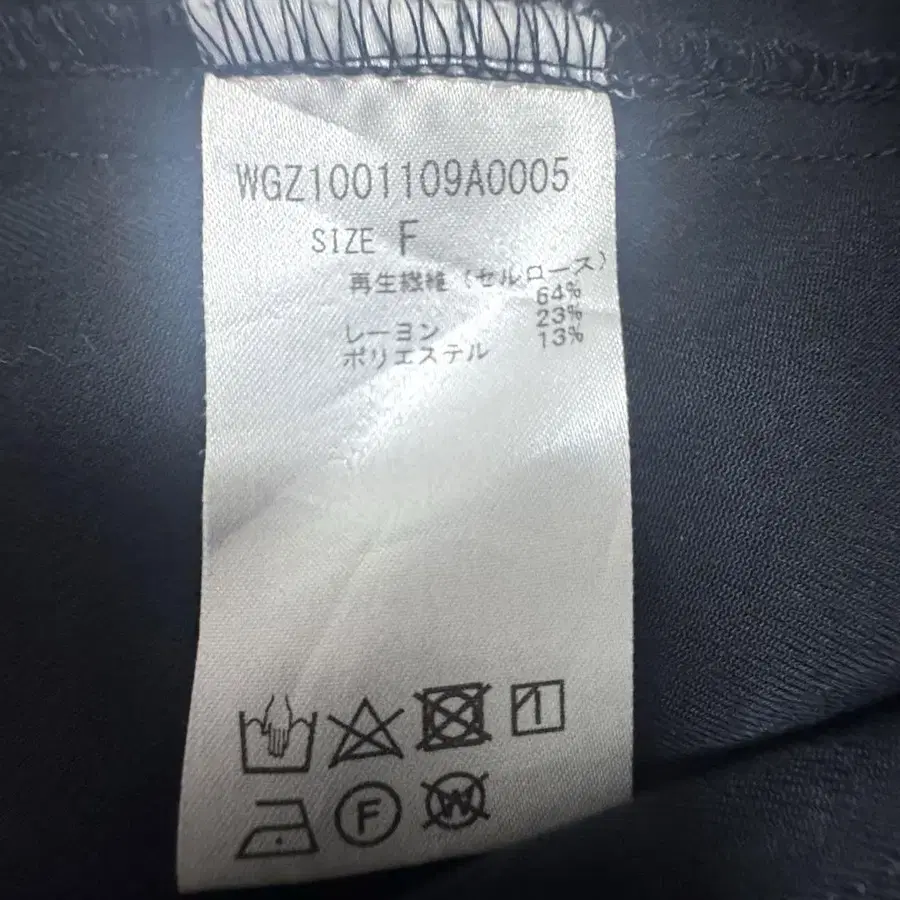 WGZ1001109A0005
SIZE F
再生繊維(セルロース)
64%
レーヨン 23%
ポリエステル 13%
F
W